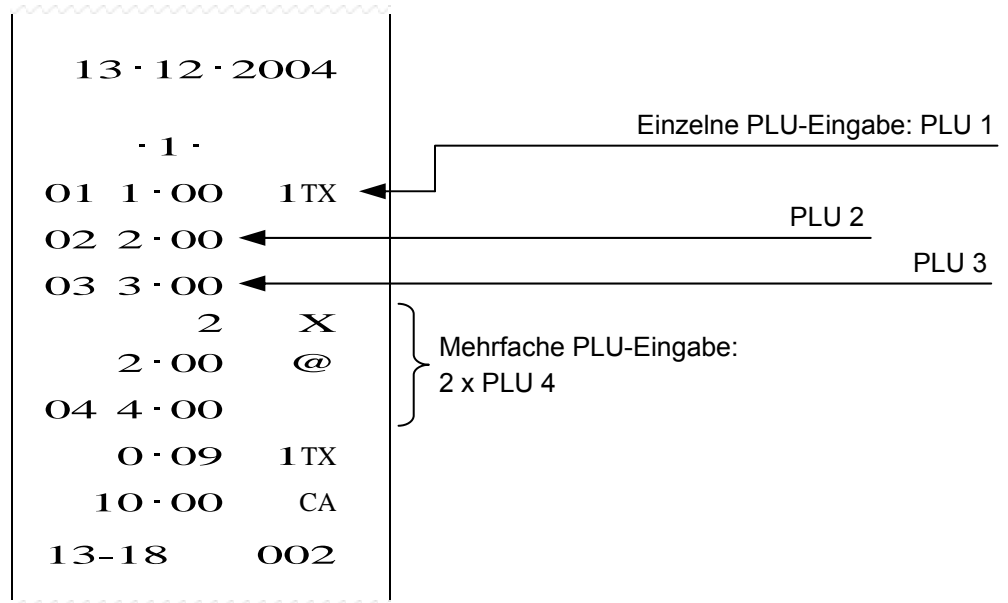 13·12·2004
Einzelne PLU-Eingabe: PLU 1
·1·
01 1·00 1TX
PLU 2
02 2·00
PLU 3
03 3·00
2 X
2·00 @
Mehrfache PLU-Eingabe:
2 x PLU 4
04 4·00
0·09 1TX
10·00 CA
13-18 002